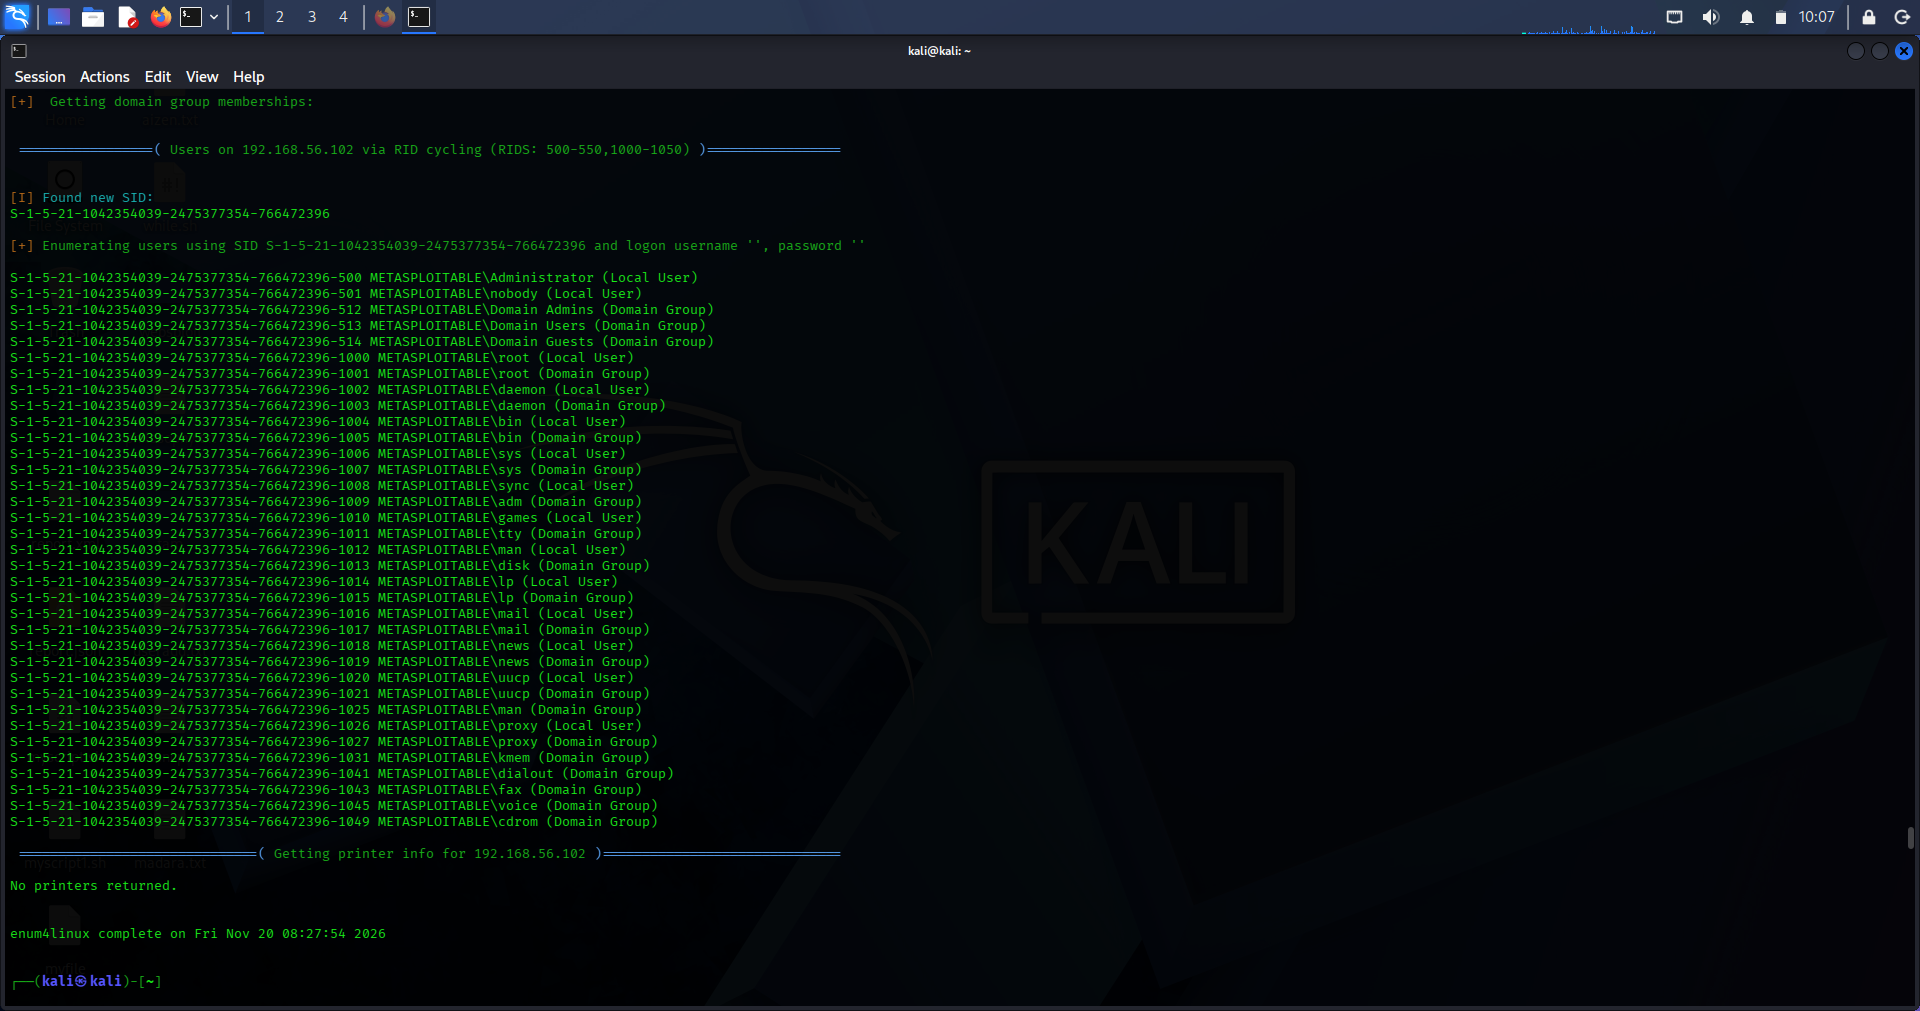 1 2 3 4 10:07
kali@kali: ~
Session Actions Edit View Help
[+]  Getting domain group memberships:
( Users on 192.168.56.102 via RID cycling (RIDS: 500-550,1000-1050) )
[I] Found new SID:
S-1-5-21-1042354039-2475377354-766472396
[+] Enumerating users using SID S-1-5-21-1042354039-2475377354-766472396 and logon username '', password ''
S-1-5-21-1042354039-2475377354-766472396-500 METASPLOITABLE\Administrator (Local User)
S-1-5-21-1042354039-2475377354-766472396-501 METASPLOITABLE\nobody (Local User)
S-1-5-21-1042354039-2475377354-766472396-512 METASPLOITABLE\Domain Admins (Domain Group)
S-1-5-21-1042354039-2475377354-766472396-513 METASPLOITABLE\Domain Users (Domain Group)
S-1-5-21-1042354039-2475377354-766472396-514 METASPLOITABLE\Domain Guests (Domain Group)
S-1-5-21-1042354039-2475377354-766472396-1000 METASPLOITABLE\root (Local User)
S-1-5-21-1042354039-2475377354-766472396-1001 METASPLOITABLE\root (Domain Group)
S-1-5-21-1042354039-2475377354-766472396-1002 METASPLOITABLE\daemon (Local User)
S-1-5-21-1042354039-2475377354-766472396-1003 METASPLOITABLE\daemon (Domain Group)
S-1-5-21-1042354039-2475377354-766472396-1004 METASPLOITABLE\bin (Local User)
S-1-5-21-1042354039-2475377354-766472396-1005 METASPLOITABLE\bin (Domain Group)
S-1-5-21-1042354039-2475377354-766472396-1006 METASPLOITABLE\sys (Local User)
S-1-5-21-1042354039-2475377354-766472396-1007 METASPLOITABLE\sys (Domain Group)
S-1-5-21-1042354039-2475377354-766472396-1008 METASPLOITABLE\sync (Local User)
S-1-5-21-1042354039-2475377354-766472396-1009 METASPLOITABLE\adm (Domain Group)
S-1-5-21-1042354039-2475377354-766472396-1010 METASPLOITABLE\games (Local User)
S-1-5-21-1042354039-2475377354-766472396-1011 METASPLOITABLE\tty (Domain Group)
S-1-5-21-1042354039-2475377354-766472396-1012 METASPLOITABLE\man (Local User)
S-1-5-21-1042354039-2475377354-766472396-1013 METASPLOITABLE\disk (Domain Group)
S-1-5-21-1042354039-2475377354-766472396-1014 METASPLOITABLE\lp (Local User)
S-1-5-21-1042354039-2475377354-766472396-1015 METASPLOITABLE\lp (Domain Group)
S-1-5-21-1042354039-2475377354-766472396-1016 METASPLOITABLE\mail (Local User)
S-1-5-21-1042354039-2475377354-766472396-1017 METASPLOITABLE\mail (Domain Group)
S-1-5-21-1042354039-2475377354-766472396-1018 METASPLOITABLE\news (Local User)
S-1-5-21-1042354039-2475377354-766472396-1019 METASPLOITABLE\news (Domain Group)
S-1-5-21-1042354039-2475377354-766472396-1020 METASPLOITABLE\uucp (Local User)
S-1-5-21-1042354039-2475377354-766472396-1021 METASPLOITABLE\uucp (Domain Group)
S-1-5-21-1042354039-2475377354-766472396-1025 METASPLOITABLE\man (Domain Group)
S-1-5-21-1042354039-2475377354-766472396-1026 METASPLOITABLE\proxy (Local User)
S-1-5-21-1042354039-2475377354-766472396-1027 METASPLOITABLE\proxy (Domain Group)
S-1-5-21-1042354039-2475377354-766472396-1031 METASPLOITABLE\kmem (Domain Group)
S-1-5-21-1042354039-2475377354-766472396-1041 METASPLOITABLE\dialout (Domain Group)
S-1-5-21-1042354039-2475377354-766472396-1043 METASPLOITABLE\fax (Domain Group)
S-1-5-21-1042354039-2475377354-766472396-1045 METASPLOITABLE\voice (Domain Group)
S-1-5-21-1042354039-2475377354-766472396-1049 METASPLOITABLE\cdrom (Domain Group)
( Getting printer info for 192.168.56.102 )
myscript1.sh madara.txt
No printers returned.
enum4linux complete on Fri Nov 20 08:27:54 2026
┌──(kali㉿kali)-[~]
KALI